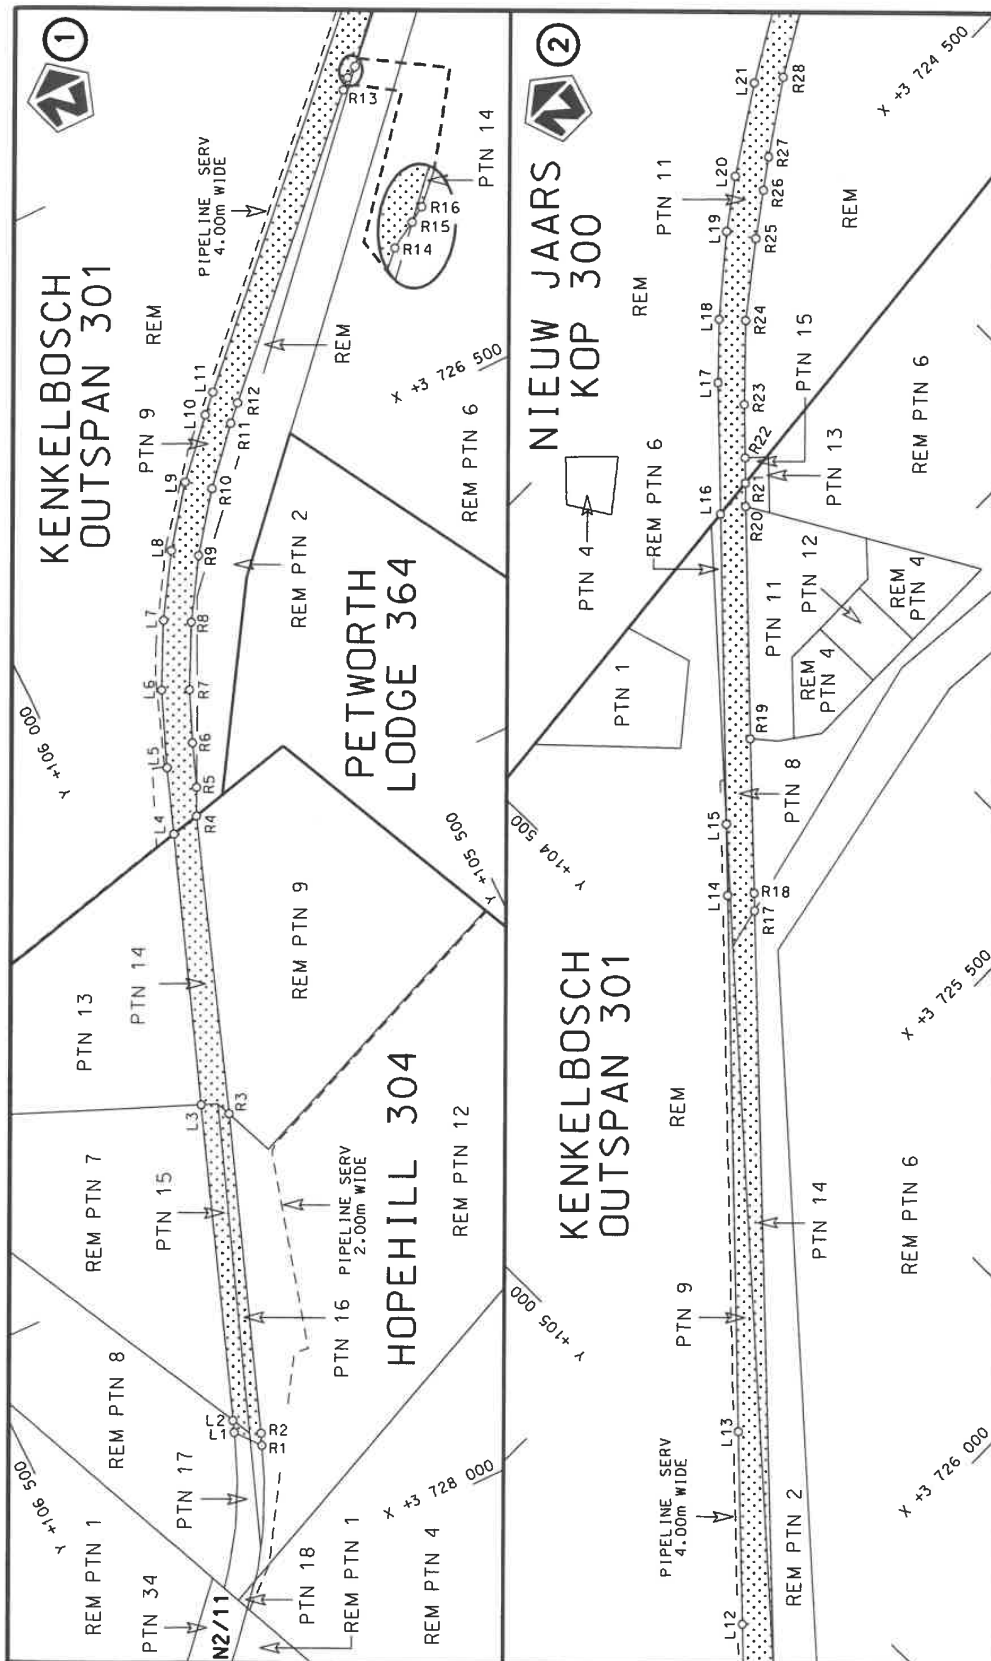 KENKELBOSCH
OUTSPAN 301
1
N
PIPELINE SERV
4.00m WIDE
REM
PTN 9
R13
PTN 14
R16
R15
R14
REM
X +3 726 500
REM PTN 6
L11
L10
L9
L8
L7
L6
L5
L4
R12
R11
R10
R9
R8
R7
R6
R5
R4
REM PTN 2
Y +106 000
PETWORTH
LODGE 364
Y +105 500
PTN 13
PTN 14
REM PTN 9
L3
R3
REM PTN 7
PTN 15
PIPELINE SERV
2.00m WIDE
HOPEHILL 304
REM PTN 12
PTN 16
REM PTN 8
L2
L1
R2
R1
PTN 17
X +3 728 000
Y +106 500
REM PTN 1
PTN 34
N2/11
PTN 18
REM PTN 1
REM PTN 4
2
N
NIEUW JAARS
KOP 300
L21
R28
X +3 724 500
PTN 11
L20
R27
R26
L19
R25
REM
REM
L18
R24
L17
R23
PTN 15
R22
R21
R20
L16
PTN 13
REM PTN 6
REM PTN 6
PTN 4
PTN 1
PTN 11
PTN 12
REM
PTN 4
REM
PTN 4
R19
PTN 8
L15
L14
R18
R17
Y +104 500
KENKELBOSCH
OUTSPAN 301
REM
X +3 725 500
PTN 14
REM PTN 6
PTN 9
Y +105 000
L13
PIPELINE SERV
4.00m WIDE
X +3 726 000
REM PTN 2
L12